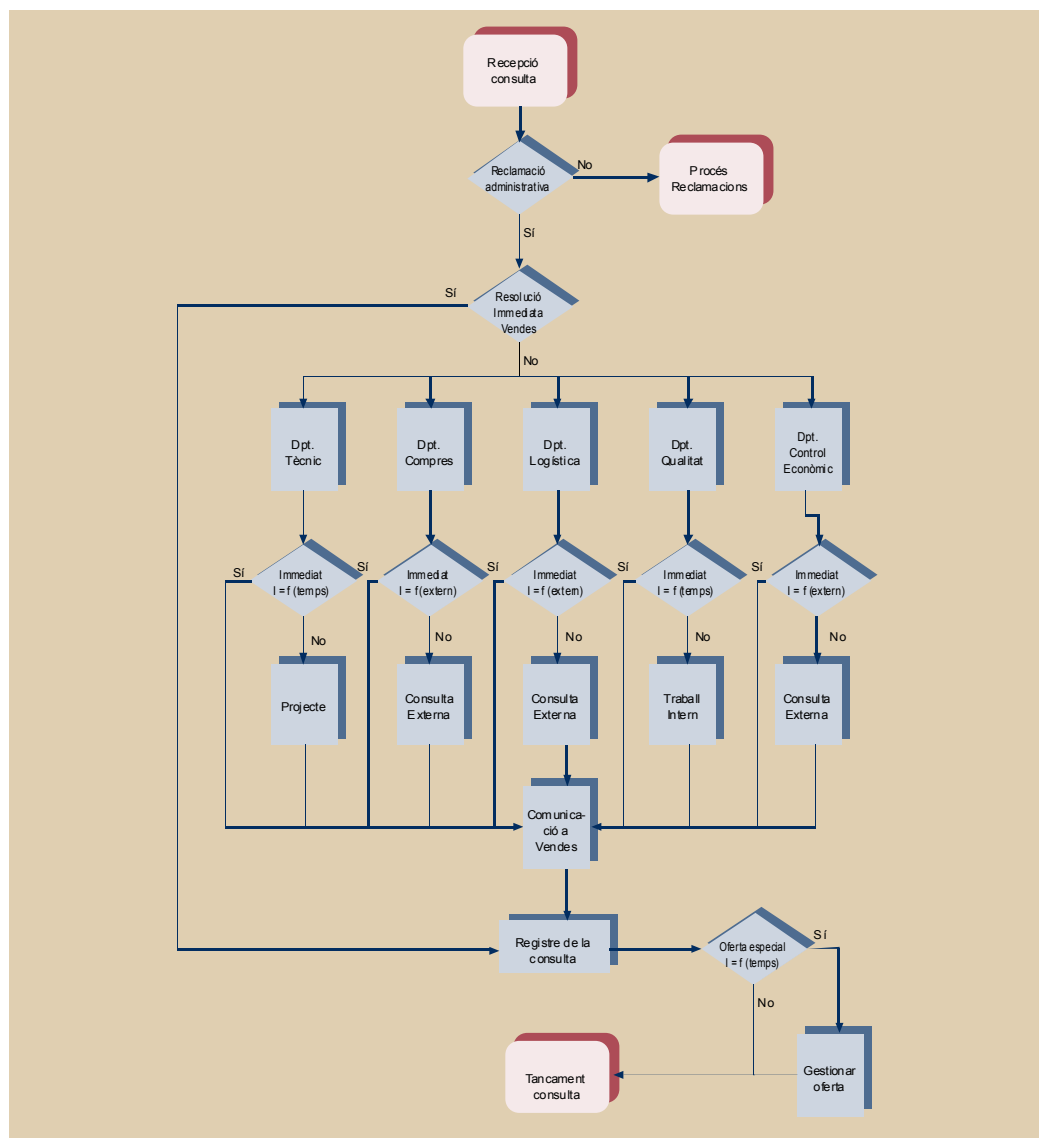 Recepció
consulta
Reclamació
administrativa
No
Procés
Reclamacions
Sí
Resolució
Immediata
Vendes
Sí
No
Dpt.
Tècnic
Dpt.
Compres
Dpt.
Logística
Dpt.
Qualitat
Dpt.
Control
Econòmic
Sí
Immediat
I = f (temps)
Sí
Immediat
I = f (extern)
Sí
Immediat
I = f (extern)
Sí
Immediat
I = f (temps)
Sí
Immediat
I = f (extern)
No
No
No
No
No
Projecte
Consulta
Externa
Consulta
Externa
Traball
Intern
Consulta
Externa
Comunica-
ció a
Vendes
Registre de la
consulta
Oferta especial
I = f (temps)
Sí
No
Gestionar
oferta
Tancament
consulta